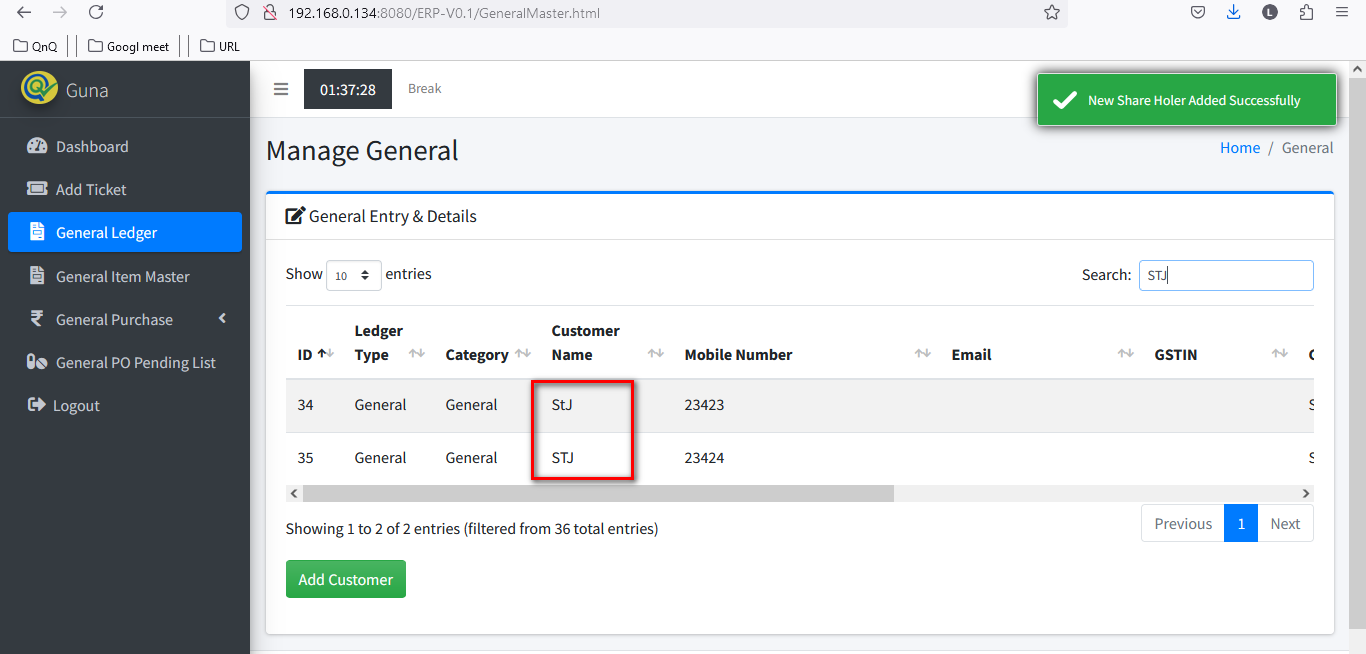 192.168.0.134:8080/ERP-V0.1/GeneralMaster.html
L
QnQ Googl meet URL
Guna
01:37:28 Break
New Share Holer Added Successfully
Dashboard
Add Ticket
General Ledger
General Item Master
General Purchase
General PO Pending List
Logout
Manage General
Home / General
General Entry & Details
Show 10 entries
Search: STJ
ID Ledger Type Category Customer Name Mobile Number Email GSTIN
34 General General StJ 23423
35 General General STJ 23424
Showing 1 to 2 of 2 entries (filtered from 36 total entries)
Previous 1 Next
Add Customer